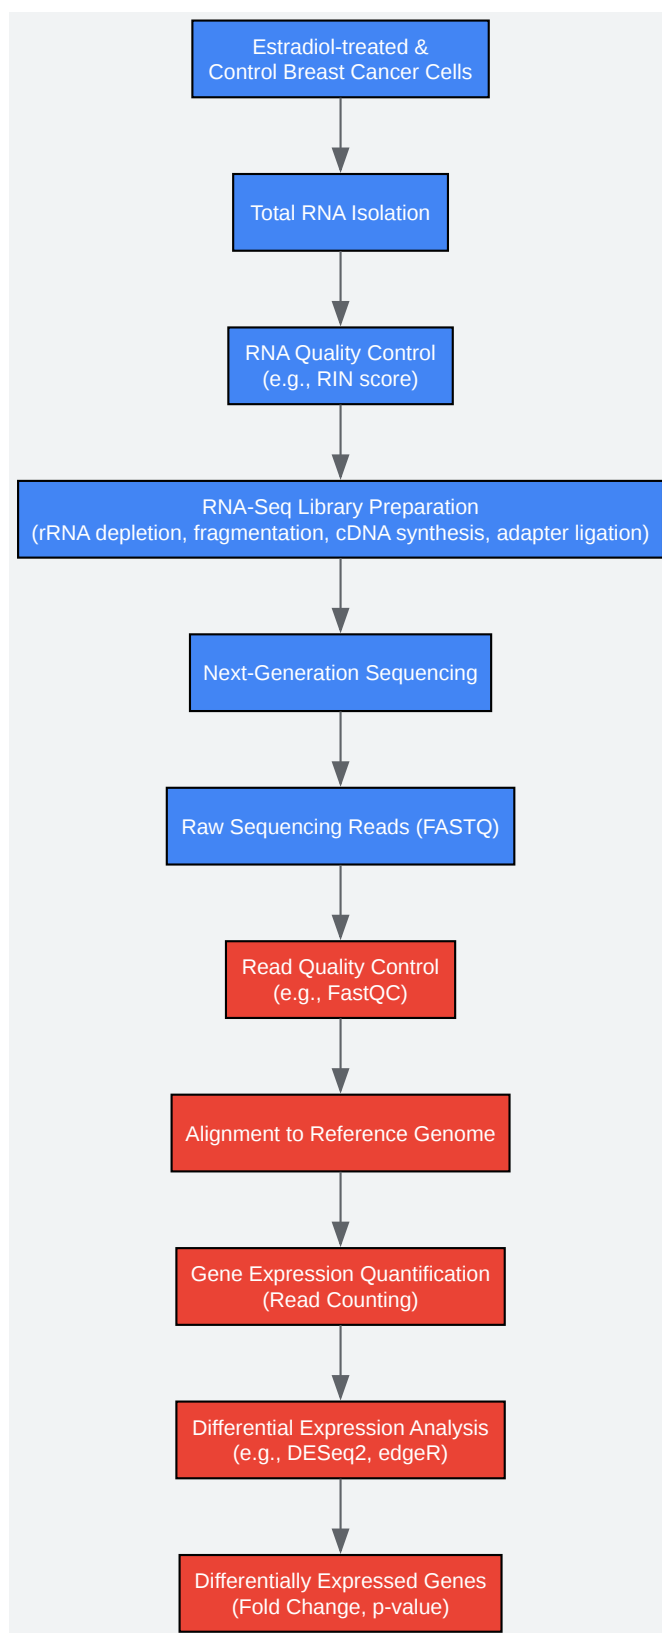 Estradiol-treated &
Control Breast Cancer Cells
Total RNA Isolation
RNA Quality Control
(e.g., RIN score)
RNA-Seq Library Preparation
(rRNA depletion, fragmentation, cDNA synthesis, adapter ligation)
Next-Generation Sequencing
Raw Sequencing Reads (FASTQ)
Read Quality Control
(e.g., FastQC)
Alignment to Reference Genome
Gene Expression Quantification
(Read Counting)
Differential Expression Analysis
(e.g., DESeq2, edgeR)
Differentially Expressed Genes
(Fold Change, p-value)